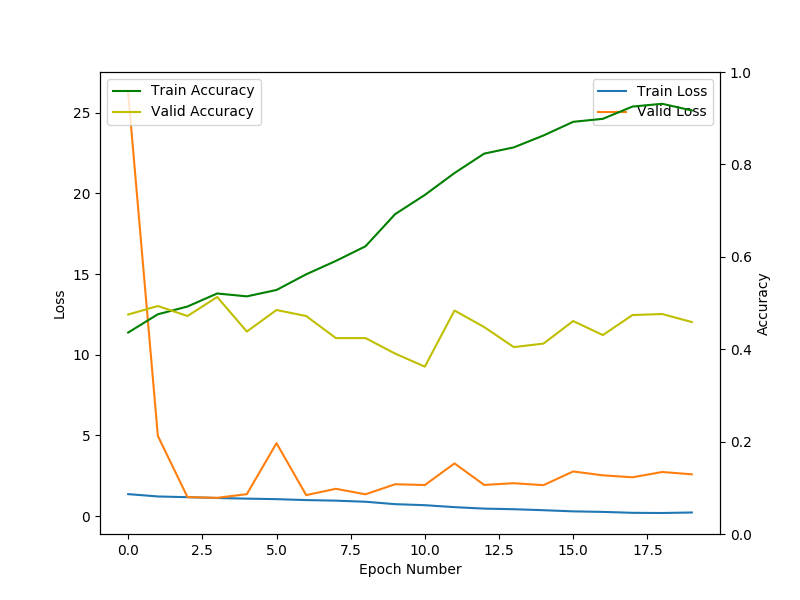 Train Accuracy
Valid Accuracy
Train Loss
Valid Loss
25
20
15
10
5
0
Loss
1.0
0.8
0.6
0.4
0.2
0.0
Accuracy
0.0 2.5 5.0 7.5 10.0 12.5 15.0 17.5
Epoch Number